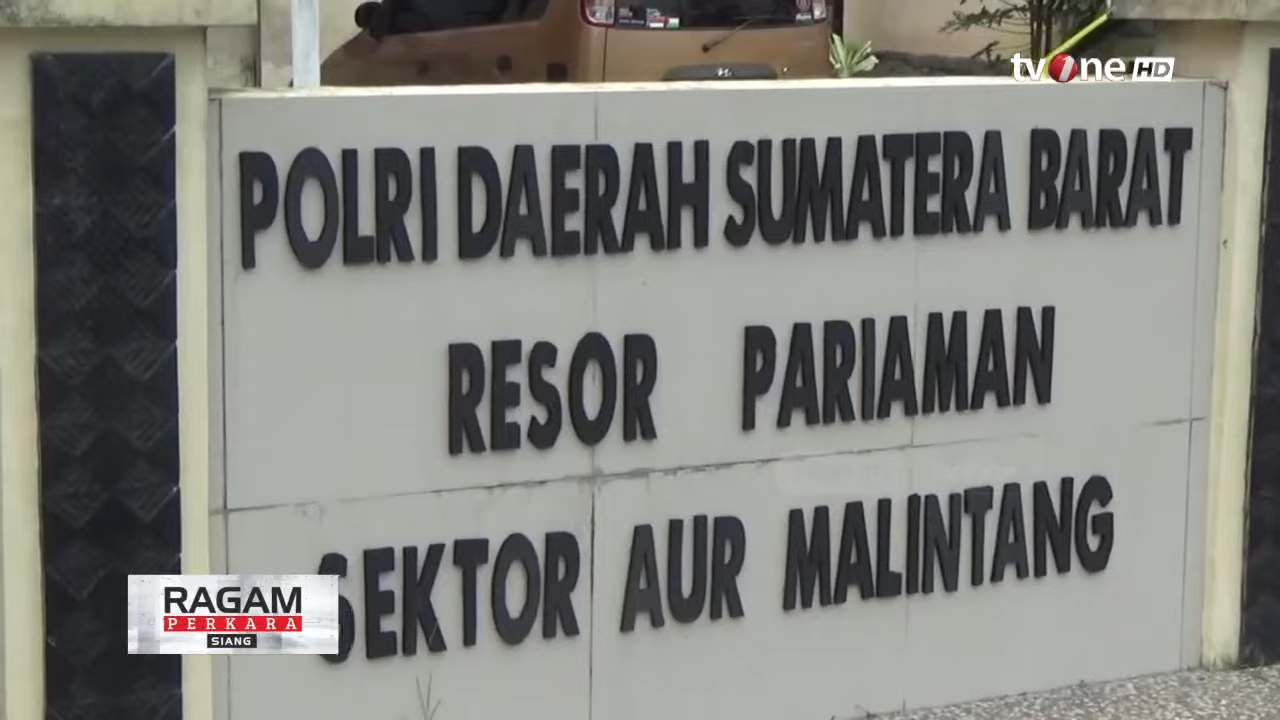 tvOne HD
POLRI DAERAH SUMATERA BARAT
RESOR PARIAMAN
SEKTOR AUR MALINTANG
RAGAM
PERKARA
SIANG